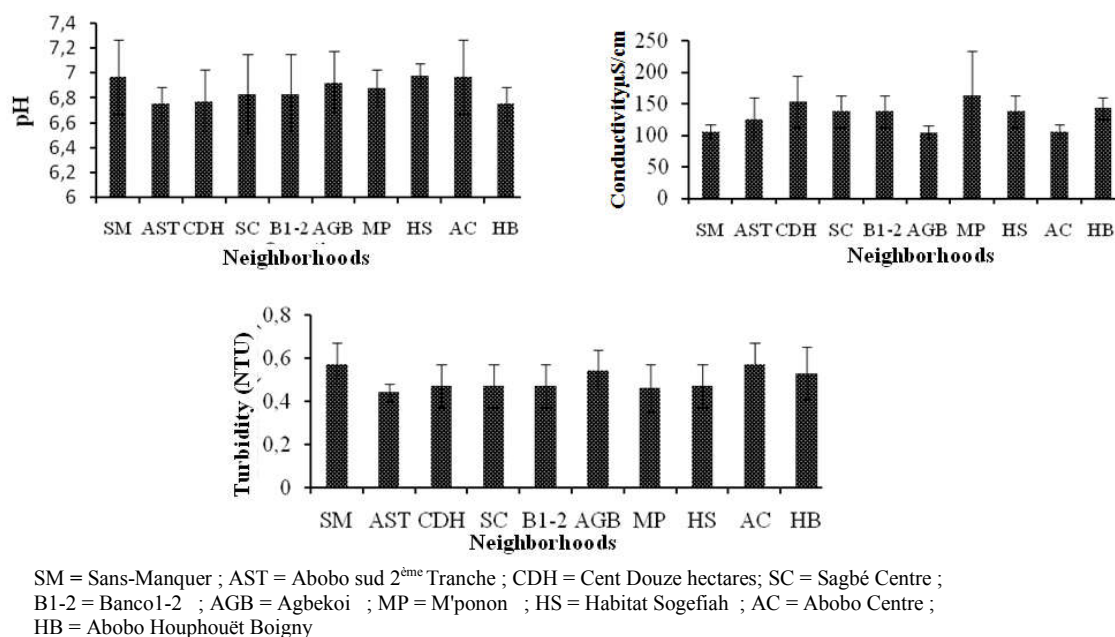 7,4
7,2
7
6,8
6,6
6,4
6,2
6
pH
SM AST CDH SC B1-2 AGB MP HS AC HB
Neighborhoods
250
200
150
100
50
0
ConductivityµS/cm
SM AST CDH SC B1-2 AGB MP HS AC HB
Neighborhoods
0,8
0,6
0,4
0,2
0
Turbidity (NTU)
SM AST CDH SC B1-2 AGB MP HS AC HB
Neighborhoods
SM = Sans-Manquer ; AST = Abobo sud 2ème Tranche ; CDH = Cent Douze hectares; SC = Sagbé Centre ;
B1-2 = Banco1-2 ; AGB = Agbekoi ; MP = M'ponon ; HS = Habitat Sogefiah ; AC = Abobo Centre ;
HB = Abobo Houphouët Boigny